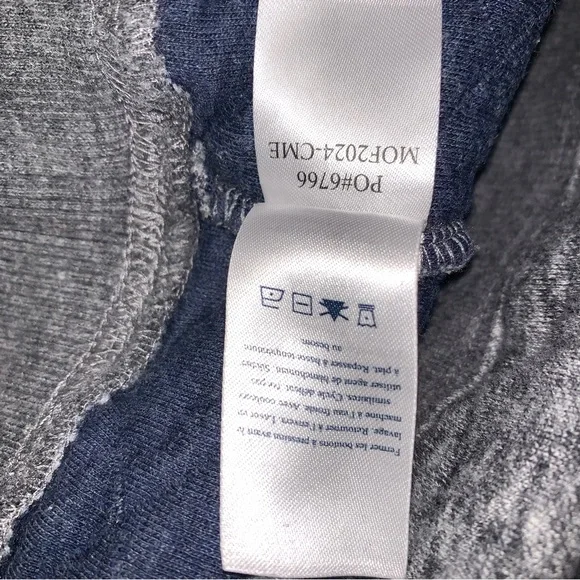 PO#6766
MOF2024-CME
Fermer les boutons à pression avant le
lavage. Retourner à l'envers. Laver en
machine à l'eau froide. Avec couleurs
similaires. Cycle délicat. Ne pas
utiliser agent de blanchiment. Sécher
à plat. Repasser à basse température
au besoin.